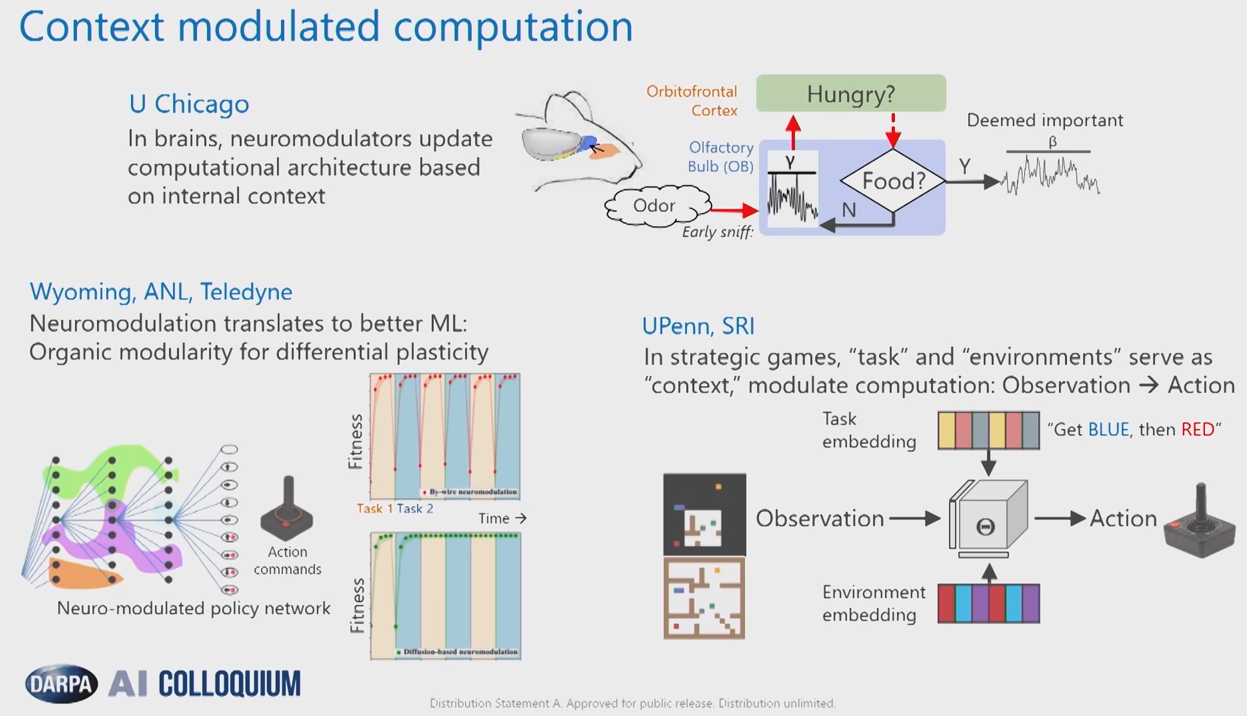 Context modulated computation
U Chicago
In brains, neuromodulators update
computational architecture based
on internal context
Orbitofrontal
Cortex
Hungry?
Olfactory
Bulb (OB)
γ
Food?
Y
N
Odor
Early sniff:
Deemed important
β
Wyoming, ANL, Teledyne
Neuromodulation translates to better ML:
Organic modularity for differential plasticity
Fitness
By-wire neuromodulation
Task 1 Task 2
Time →
Fitness
Diffusion-based neuromodulation
Action
commands
Neuro-modulated policy network
UPenn, SRI
In strategic games, “task” and “environments” serve as
“context,” modulate computation: Observation → Action
Task
embedding
“Get BLUE, then RED”
Observation
Θ
Action
Environment
embedding
DARPA AI COLLOQUIUM
Distribution Statement A. Approved for public release. Distribution unlimited.